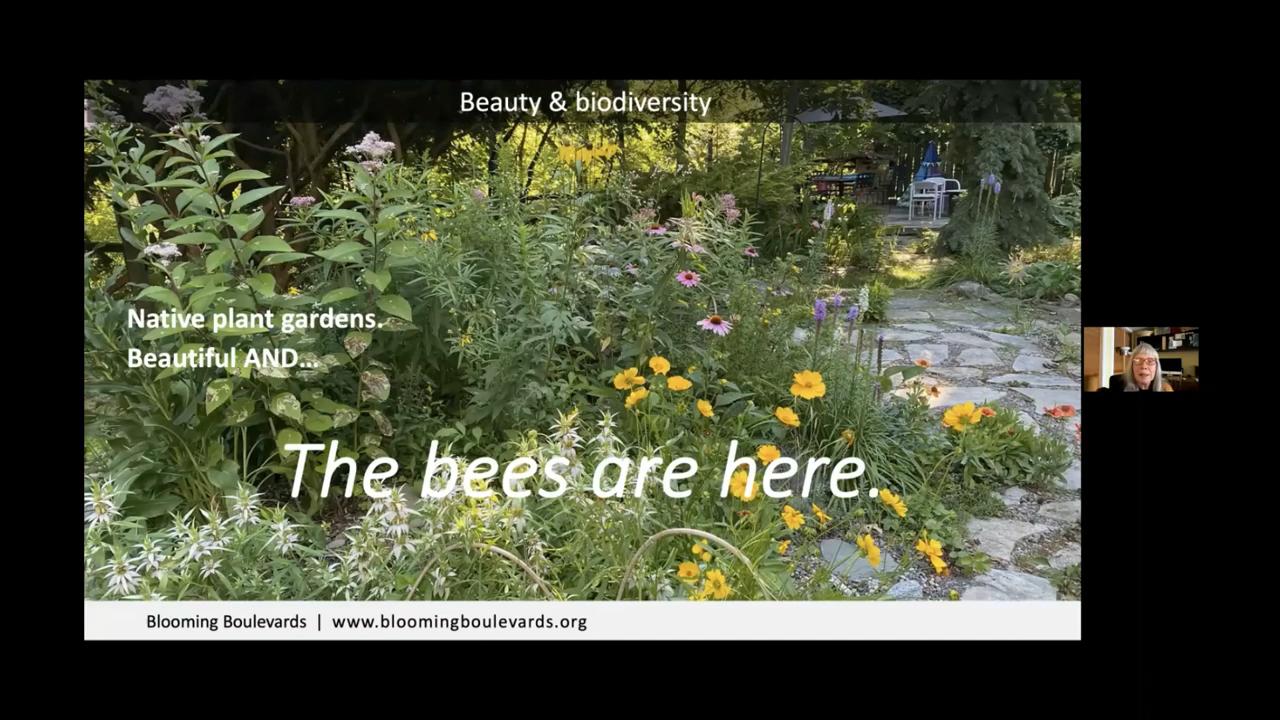 Beauty & biodiversity
Native plant gardens.
Beautiful AND...
The bees are here.
Blooming Boulevards | www.bloomingboulevards.org